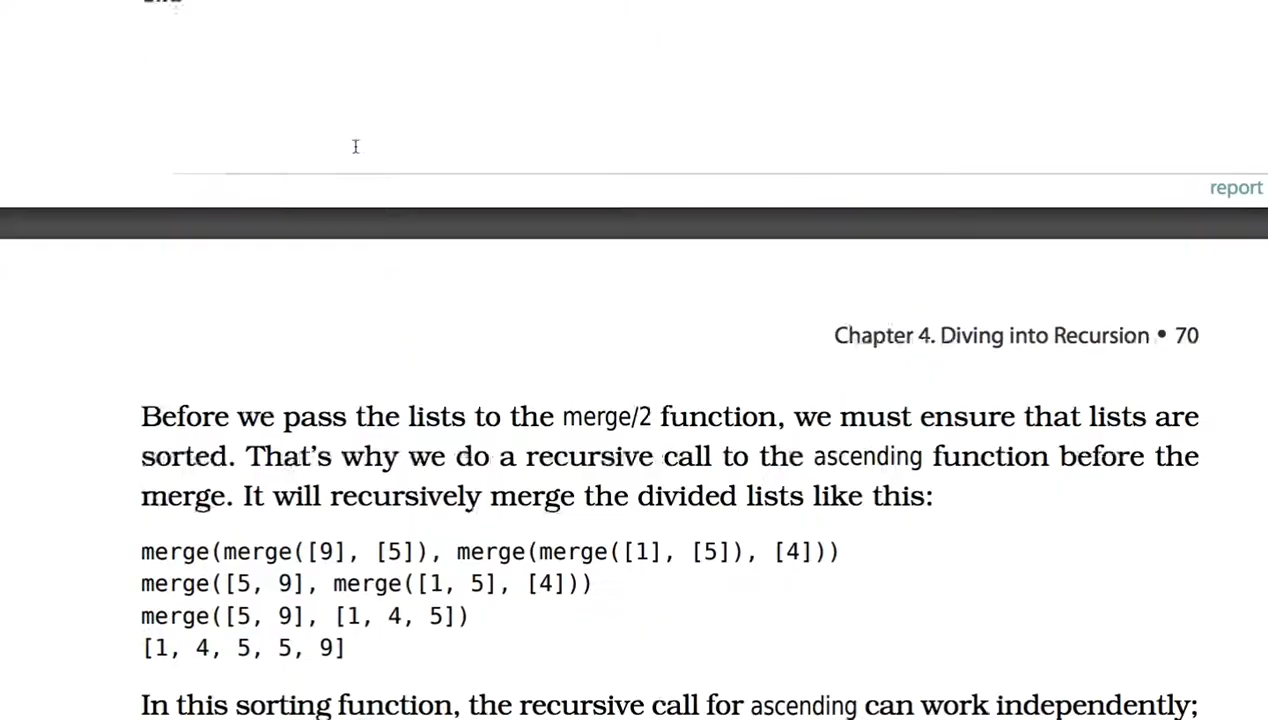 report
Chapter 4. Diving into Recursion • 70
Before we pass the lists to the merge/2 function, we must ensure that lists are
sorted. That's why we do a recursive call to the ascending function before the
merge. It will recursively merge the divided lists like this:
merge(merge([9], [5]), merge(merge([1], [5]), [4]))
merge([5, 9], merge([1, 5], [4]))
merge([5, 9], [1, 4, 5])
[1, 4, 5, 5, 9]
In this sorting function, the recursive call for ascending can work independently;